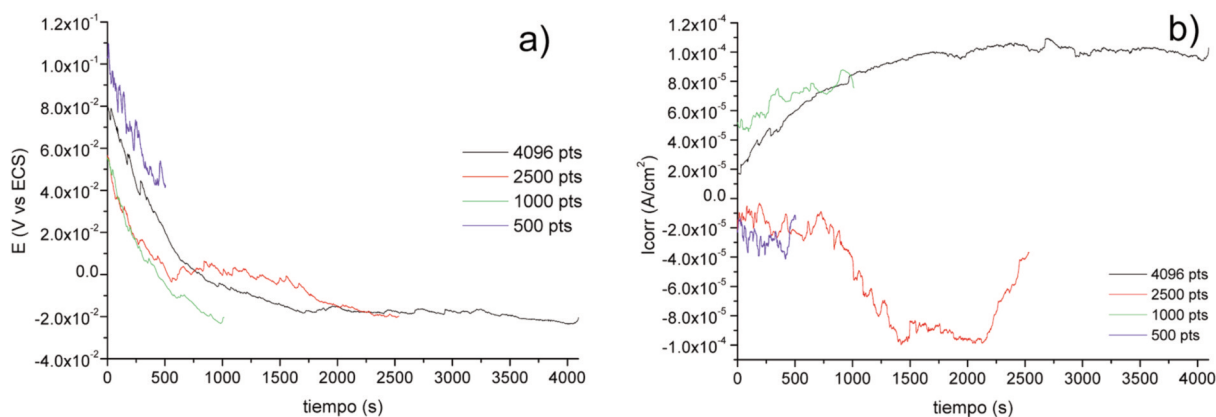 a)
E (V vs ECS)
1.2x10⁻¹
1.0x10⁻¹
8.0x10⁻²
6.0x10⁻²
4.0x10⁻²
2.0x10⁻²
0.0
-2.0x10⁻²
-4.0x10⁻²
4096 pts
2500 pts
1000 pts
500 pts
0 500 1000 1500 2000 2500 3000 3500 4000
tiempo (s)
b)
Icorr (A/cm²)
1.2x10⁻⁴
1.0x10⁻⁴
8.0x10⁻⁵
6.0x10⁻⁵
4.0x10⁻⁵
2.0x10⁻⁵
0.0
-2.0x10⁻⁵
-4.0x10⁻⁵
-6.0x10⁻⁵
-8.0x10⁻⁵
-1.0x10⁻⁴
4096 pts
2500 pts
1000 pts
500 pts
0 500 1000 1500 2000 2500 3000 3500 4000
tiempo (s)